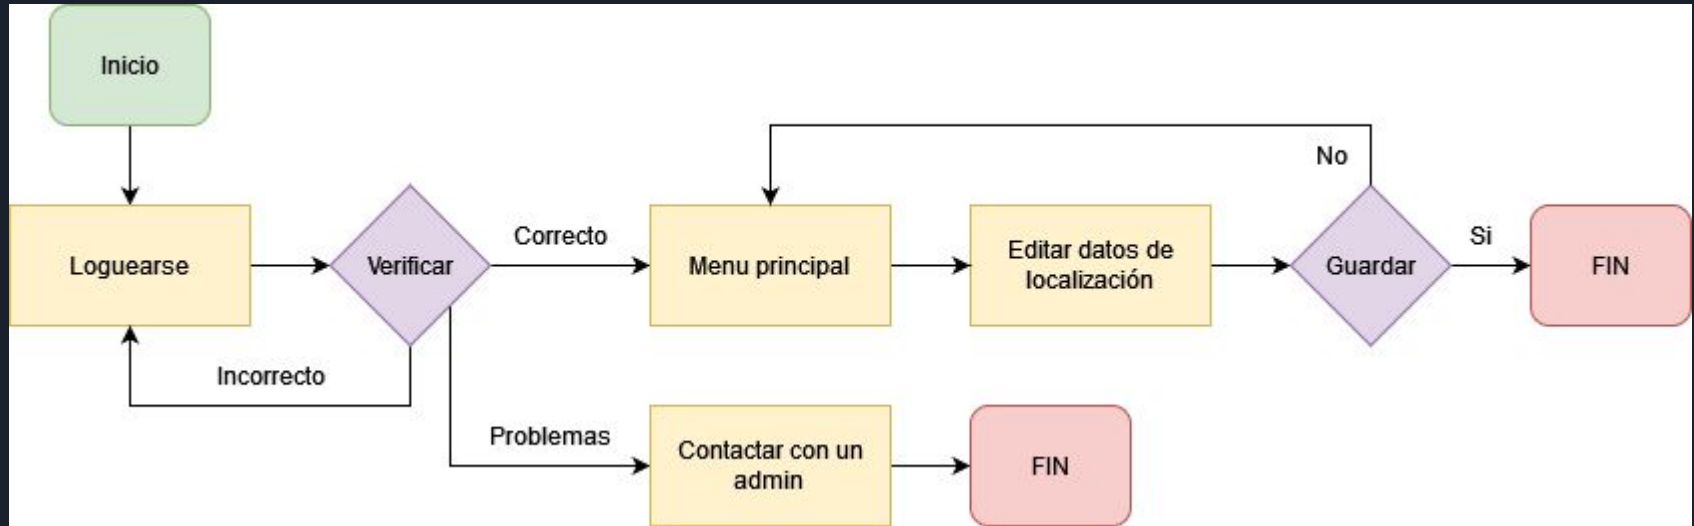 Inicio
No
Loguearse
Verificar
Correcto
Menu principal
Editar datos de
localización
Guardar
Si
FIN
Incorrecto
Problemas
Contactar con un
admin
FIN